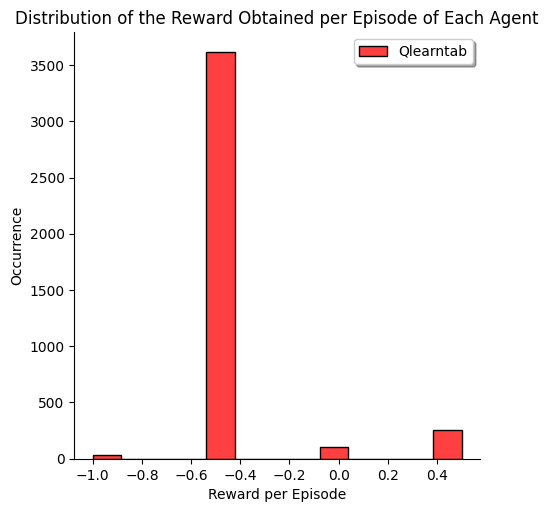 Distribution of the Reward Obtained per Episode of Each Agent
Qlearntab
3500
3000
2500
2000
1500
1000
500
0
Occurrence
−1.0 −0.8 −0.6 −0.4 −0.2 0.0 0.2 0.4
Reward per Episode